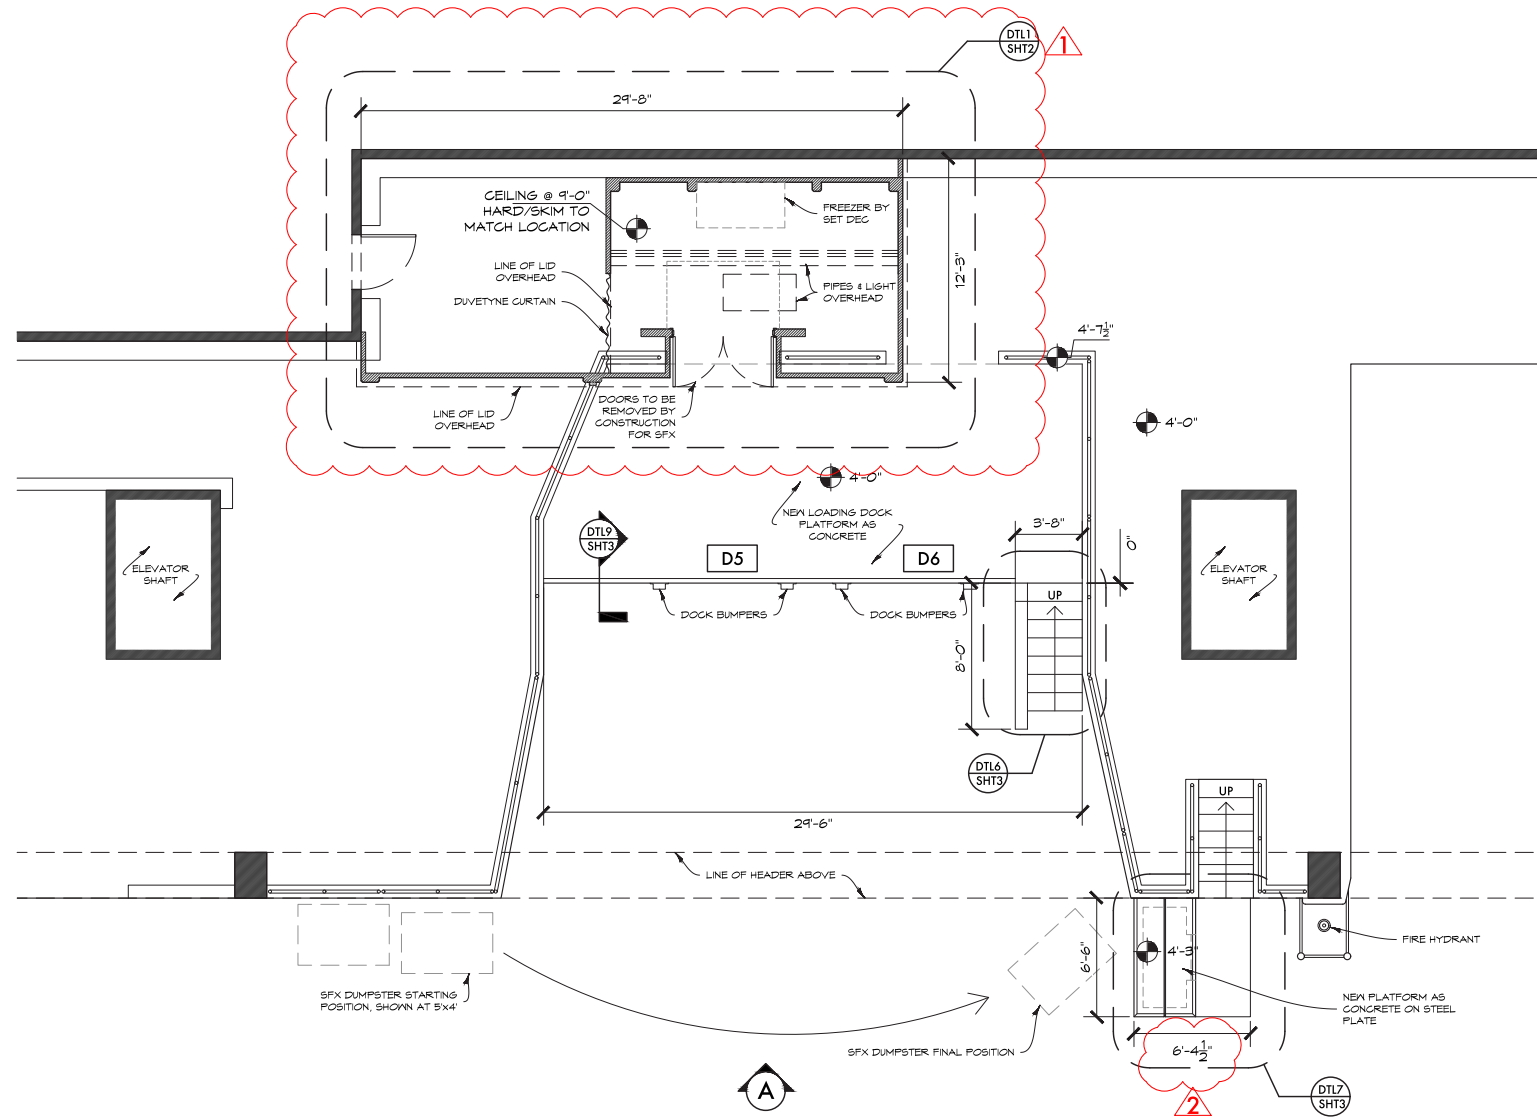 DTL1
SHT2
1
29'-8"
CEILING @ 9'-0"
HARD/SKIM TO
MATCH LOCATION
FREEZER BY
SET DEC
LINE OF LID
OVERHEAD
DUVETYNE CURTAIN
PIPES & LIGHT
OVERHEAD
12'-3"
4'-7½"
LINE OF LID
OVERHEAD
DOORS TO BE
REMOVED BY
CONSTRUCTION
FOR SFX
4'-0"
4'-0"
NEW LOADING DOCK
PLATFORM AS
CONCRETE
3'-8"
0"
DTL9
SHT3
D5
D6
ELEVATOR
SHAFT
ELEVATOR
SHAFT
UP
DOCK BUMPERS
DOCK BUMPERS
8'-0"
DTL6
SHT3
UP
29'-6"
LINE OF HEADER ABOVE
FIRE HYDRANT
4'-3"
6'-6"
SFX DUMPSTER STARTING
POSITION, SHOWN AT 5'x4'
NEW PLATFORM AS
CONCRETE ON STEEL
PLATE
SFX DUMPSTER FINAL POSITION
6'-4½"
A
2
DTL7
SHT3